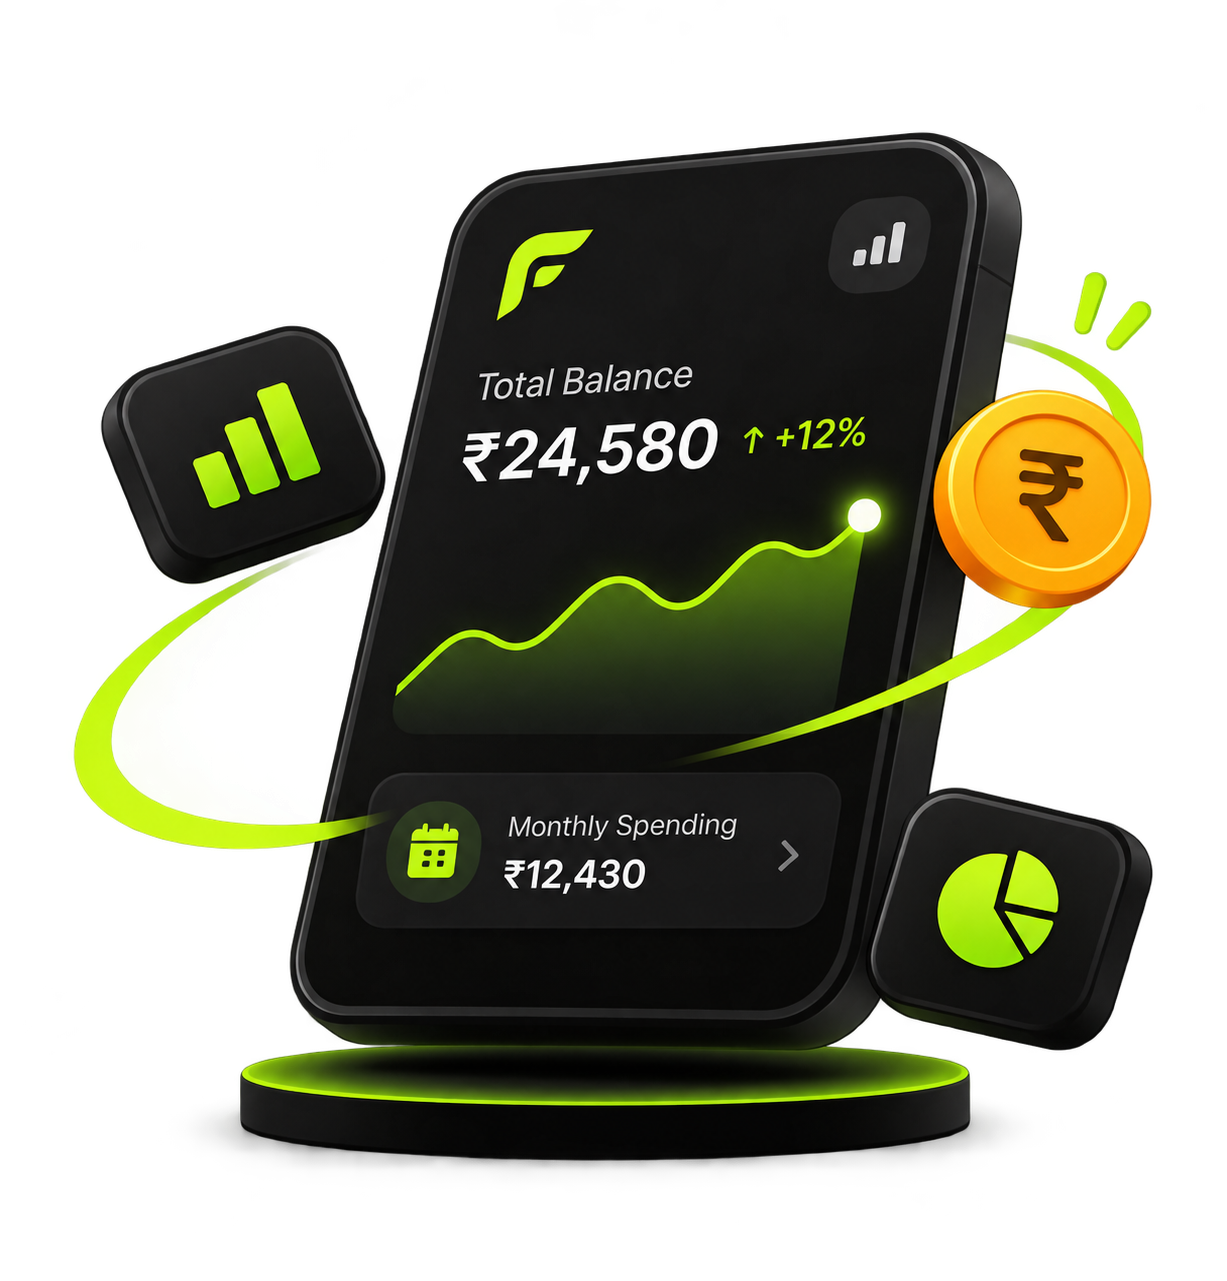 F
Total Balance
₹24,580 ↑ +12%
₹
Monthly Spending
₹12,430